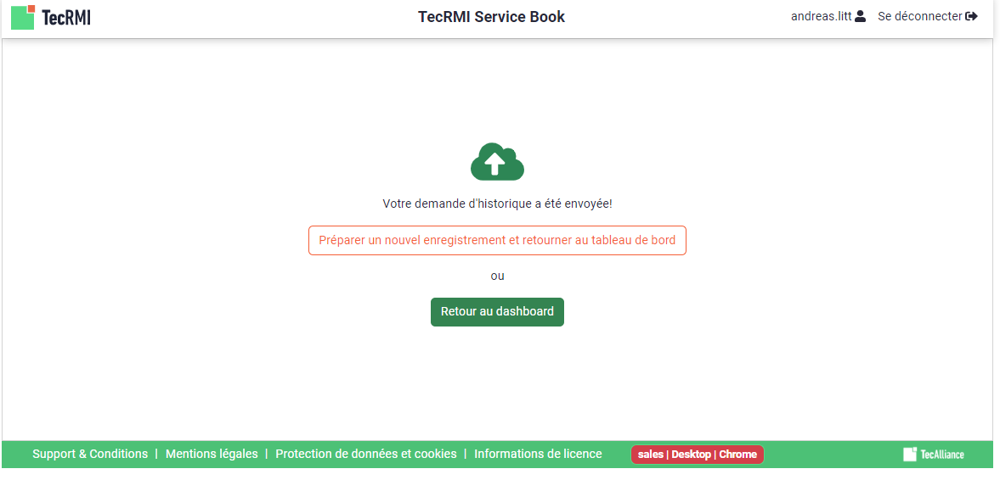 TecRMI
TecRMI Service Book
andreas.litt Se déconnecter
Votre demande d'historique a été envoyée!
Préparer un nouvel enregistrement et retourner au tableau de bord
ou
Retour au dashboard
Support & Conditions | Mentions légales | Protection de données et cookies | Informations de licence
sales | Desktop | Chrome
TecAlliance